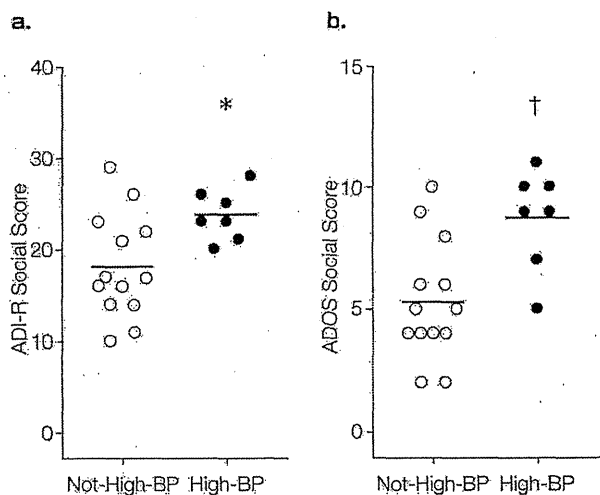 a.
ADI-R Social Score
40
30
20
10
0
*
Not-High-BP High-BP
b.
ADOS Social Score
15
10
5
0
†
Not-High-BP High-BP